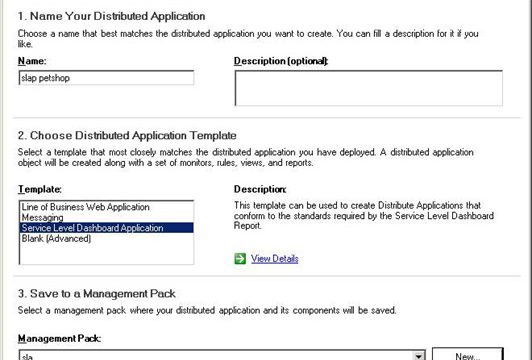 1. Name Your Distributed Application
Choose a name that best matches the distributed application you want to create. You can fill a description for it if you
like.
Name:
Description (optional):
slap petshop
2. Choose Distributed Application Template
Select a template that most closely matches the distributed application you have deployed. A distributed application
object will be created along with a set of monitors, rules, views, and reports.
Template:
Description:
Line of Business Web Application
Messaging
Service Level Dashboard Application
Blank (Advanced)
This template can be used to create Distribute Applications that
conform to the standards required by the Service Level Dashboard
Report.
View Details
3. Save to a Management Pack
Select a management pack where your distributed application and its components will be saved.
Management Pack:
sla
New...